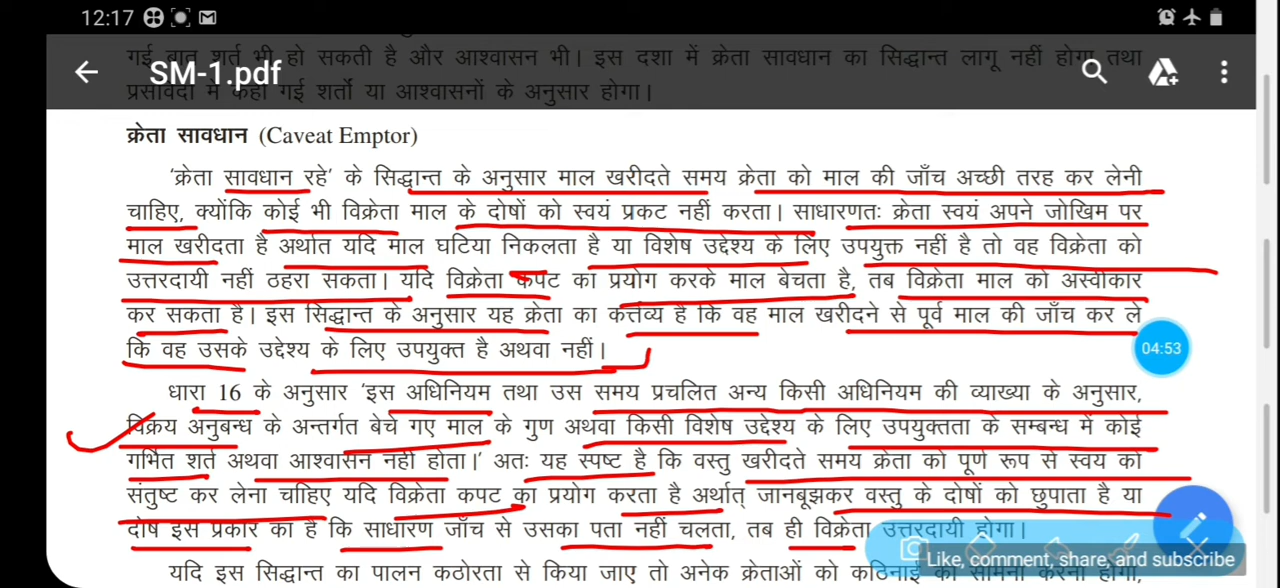 12:17
गई बात शर्त भी हो सकती है और आश्वासन भी। इस दशा में क्रेता सावधान का सिद्धान्त लागू नहीं होगा तथा
SM-1.pdf
प्रसंविदा में कही गई शर्तों या आश्वासनों के अनुसार होगा।
क्रेता सावधान (Caveat Emptor)
'क्रेता सावधान रहे' के सिद्धान्त के अनुसार माल खरीदते समय क्रेता को माल की जाँच अच्छी तरह कर लेनी
चाहिए, क्योंकि कोई भी विक्रेता माल के दोषों को स्वयं प्रकट नहीं करता। साधारणतः क्रेता स्वयं अपने जोखिम पर
माल खरीदता है अर्थात यदि माल घटिया निकलता है या विशेष उद्देश्य के लिए उपयुक्त नहीं है तो वह विक्रेता को
उत्तरदायी नहीं ठहरा सकता। यदि विक्रेता कपट का प्रयोग करके माल बेचता है, तब विक्रेता माल को अस्वीकार
कर सकता है। इस सिद्धान्त के अनुसार यह क्रेता का कर्त्तव्य है कि वह माल खरीदने से पूर्व माल की जाँच कर ले
कि वह उसके उद्देश्य के लिए उपयुक्त है अथवा नहीं।
04:53
धारा 16 के अनुसार 'इस अधिनियम तथा उस समय प्रचलित अन्य किसी अधिनियम की व्याख्या के अनुसार,
विक्रय अनुबन्ध के अन्तर्गत बेचे गए माल के गुण अथवा किसी विशेष उद्देश्य के लिए उपयुक्तता के सम्बन्ध में कोई
गर्भित शर्त अथवा आश्वासन नहीं होता।' अतः यह स्पष्ट है कि वस्तु खरीदते समय क्रेता को पूर्ण रूप से स्वयं को
संतुष्ट कर लेना चाहिए यदि विक्रेता कपट का प्रयोग करता है अर्थात् जानबूझकर वस्तु के दोषों को छुपाता है या
दोष इस प्रकार का है कि साधारण जाँच से उसका पता नहीं चलता, तब ही विक्रेता उत्तरदायी होगा।
Like, comment, share and subscribe
यदि इस सिद्धान्त का पालन कठोरता से किया जाए तो अनेक क्रेताओं को कठिनाई का सामना करना होगा,